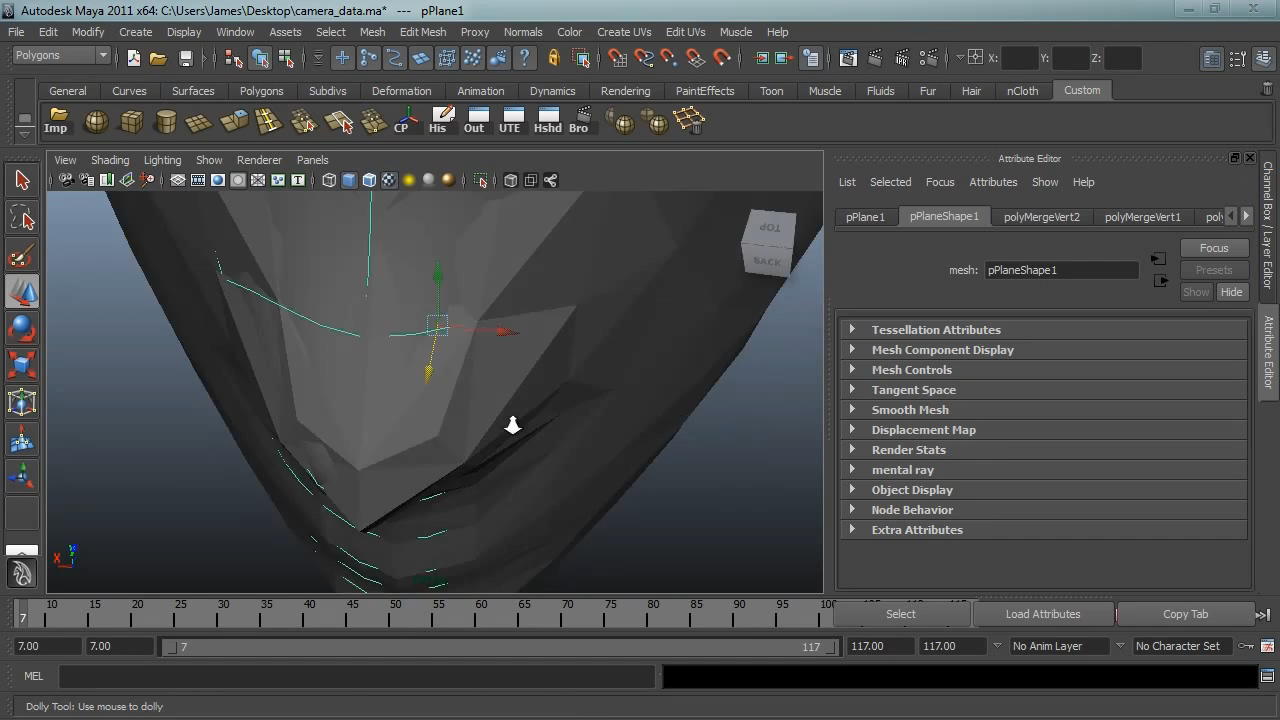 Autodesk Maya 2011 x64: C:\Users\James\Desktop\camera_data.ma* --- pPlane1
File Edit Modify Create Display Window Assets Select Mesh Edit Mesh Proxy Normals Color Create UVs Edit UVs Muscle Help
Polygons X: Y: Z:
General Curves Surfaces Polygons Subdivs Deformation Animation Dynamics Rendering PaintEffects Toon Muscle Fluids Fur Hair nCloth Custom
Imp CP His Out UTE Hshd Bro
View Shading Lighting Show Renderer Panels
Attribute Editor
List Selected Focus Attributes Show Help
pPlane1 pPlaneShape1 polyMergeVert2 polyMergeVert1
Focus
mesh: pPlaneShape1 Presets
Show Hide
Tessellation Attributes
Mesh Component Display
Mesh Controls
Tangent Space
Smooth Mesh
Displacement Map
Render Stats
mental ray
Object Display
Node Behavior
Extra Attributes
Channel Box / Layer Editor
Attribute Editor
TOP
BACK
X
7 10 15 20 25 30 35 40 45 50 55 60 65 70 75 80 85 90 95 100
Select Load Attributes Copy Tab
7.00 7.00 7 117 117.00 117.00 No Anim Layer No Character Set
MEL
Dolly Tool: Use mouse to dolly